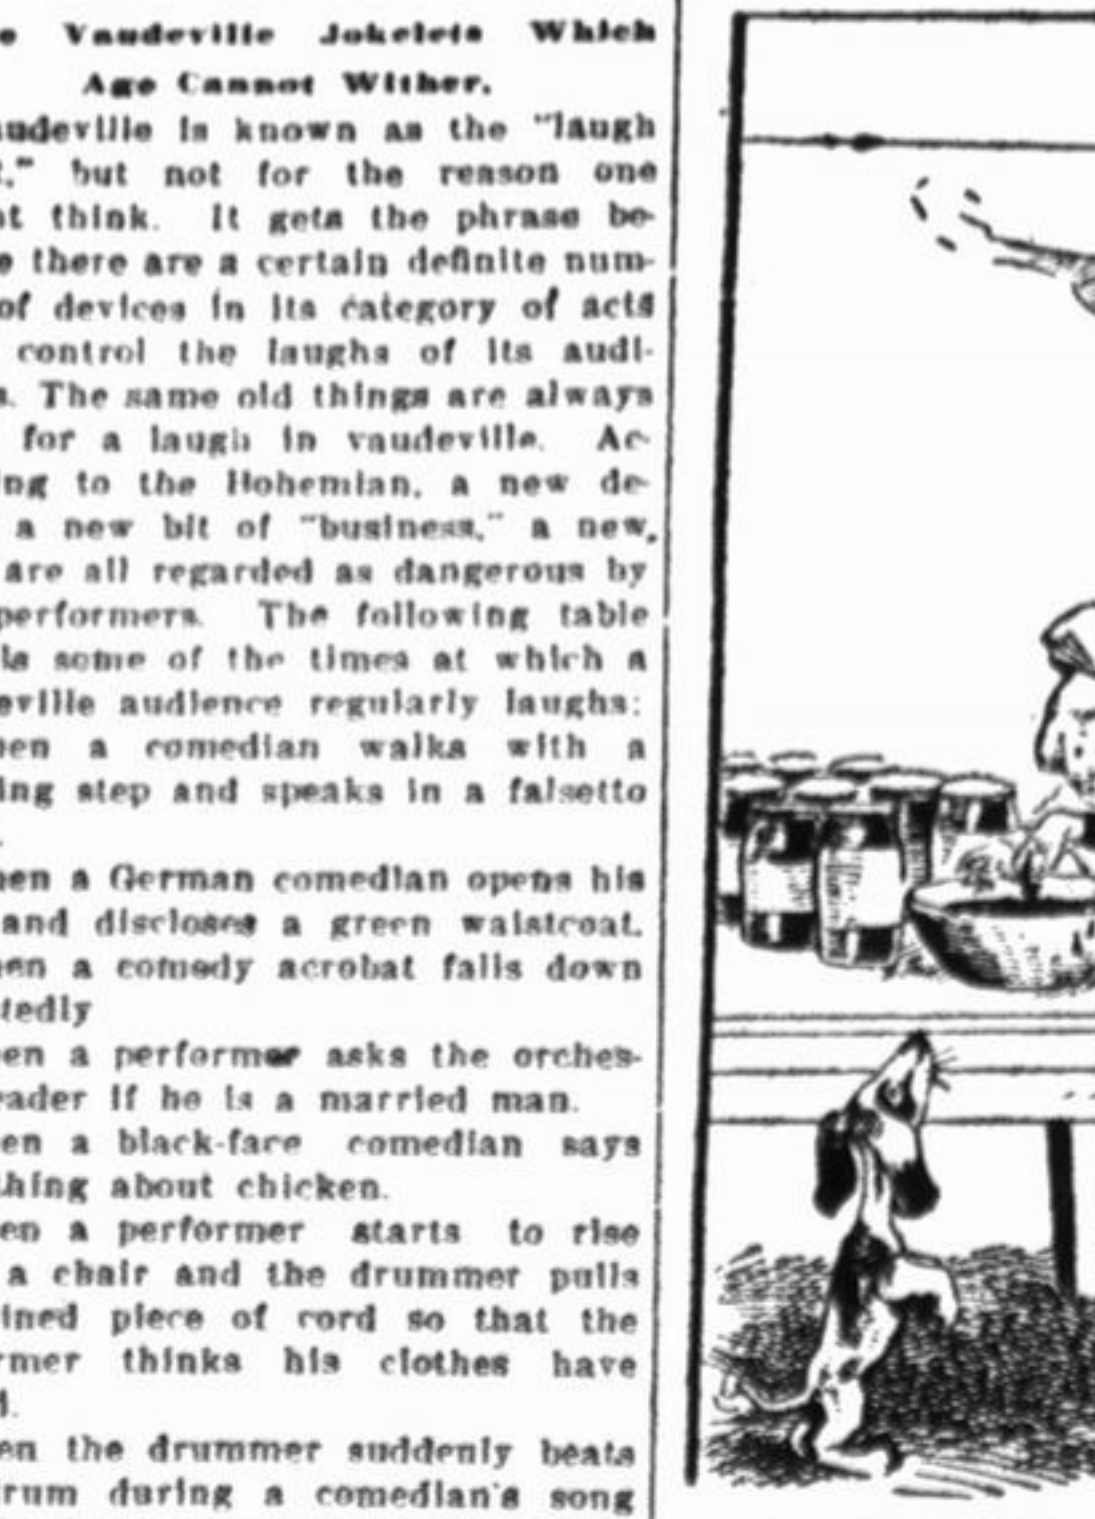 Vaudeville Jokelets Which
Age Cannot Wither.
audeville is known as the "laugh
t," but not for the reason one
ht think. It gets the phrase be-
e there are a certain definite num-
of devices in its category of acts
control the laughs of its audi-
s. The same old things are always
for a laugh in vaudeville. Ac-
ing to the Bohemian, a new de-
a new bit of "business," a new,
are all regarded as dangerous by
performers. The following table
ls some of the times at which a
eville audience regularly laughs:
hen a comedian walks with a
ing step and speaks in a falsetto
hen a German comedian opens his
and discloses a green waistcoat.
hen a comedy acrobat falls down
tedly
hen a performer asks the orches-
eader if he is a married man.
en a black-face comedian says
thing about chicken.
en a performer starts to rise
a chair and the drummer pulls
ined piece of cord so that the
rmer thinks his clothes have
d.
en the drummer suddenly beats
rum during a comedian's song